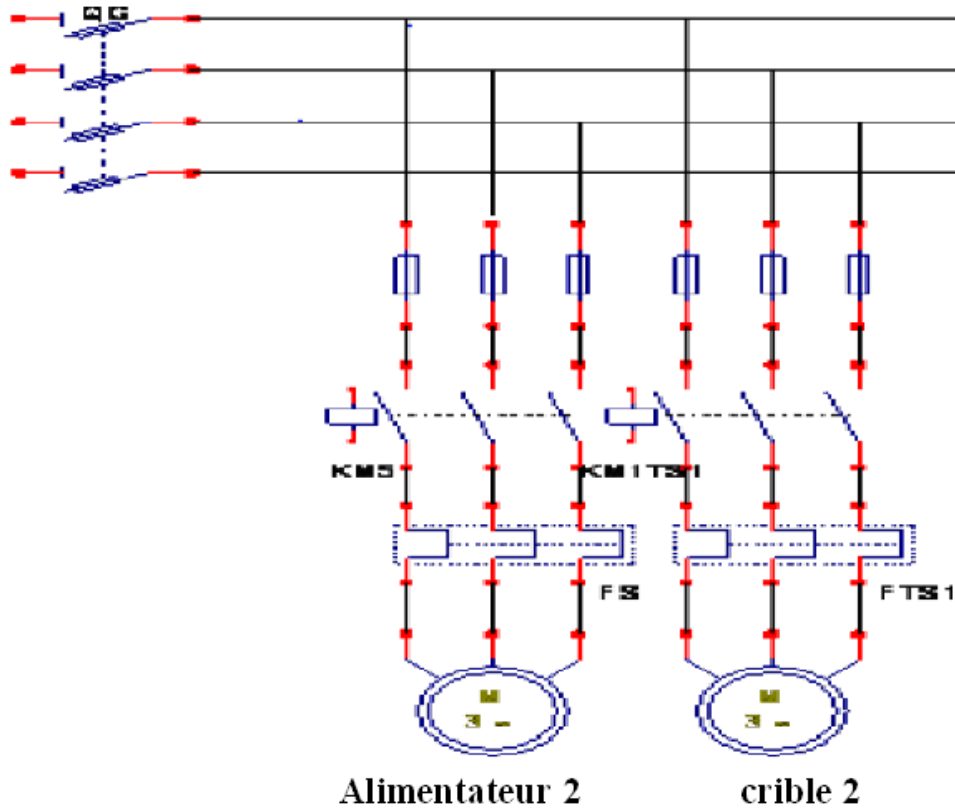 QG
KM5
KM1TS1
FS
FTS1
M
3 ~
M
3 ~
Alimentateur 2
crible 2